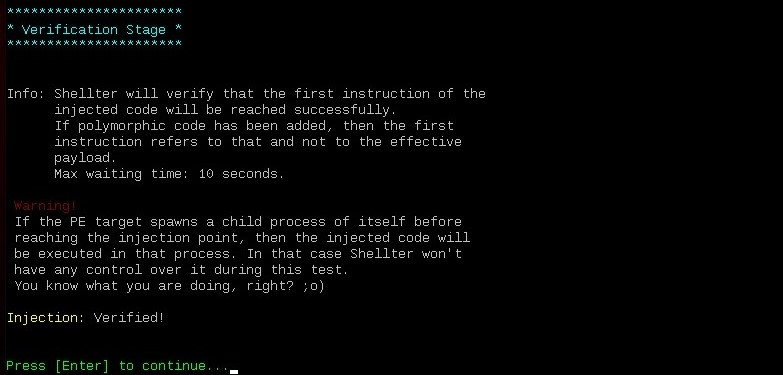 **********************
* Verification Stage *
**********************
Info: Shellter will verify that the first instruction of the
injected code will be reached successfully.
If polymorphic code has been added, then the first
instruction refers to that and not to the effective
payload.
Max waiting time: 10 seconds.
Warning!
If the PE target spawns a child process of itself before
reaching the injection point, then the injected code will
be executed in that process. In that case Shellter won't
have any control over it during this test.
You know what you are doing, right? ;o)
Injection: Verified!
Press [Enter] to continue...